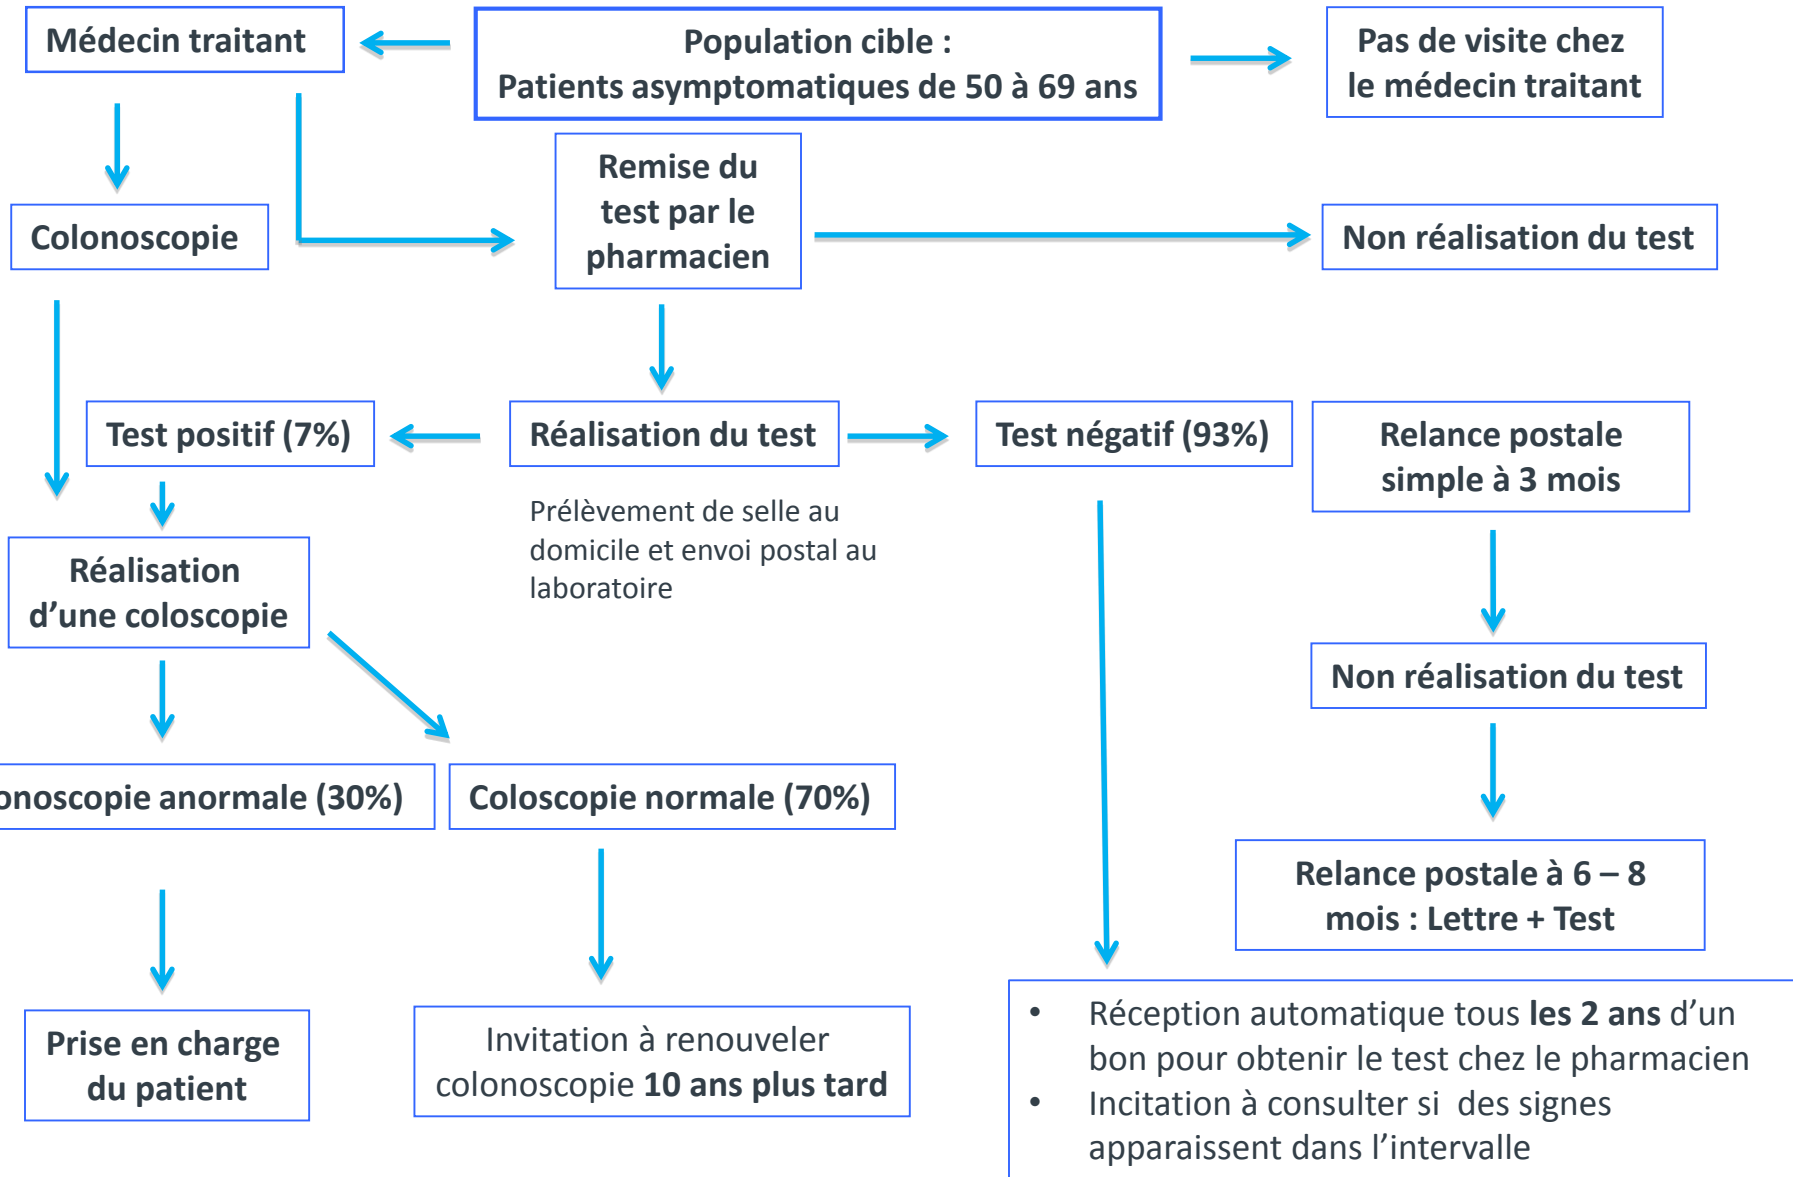 Médecin traitant
Population cible :
Patients asymptomatiques de 50 à 69 ans
Pas de visite chez
le médecin traitant
Remise du
test par le
pharmacien
Colonoscopie
Non réalisation du test
Test positif (7%)
Réalisation du test
Test négatif (93%)
Relance postale
simple à 3 mois
Prélèvement de selle au
domicile et envoi postal au
laboratoire
Réalisation
d’une coloscopie
Non réalisation du test
onoscopie anormale (30%)
Coloscopie normale (70%)
Relance postale à 6 – 8
mois : Lettre + Test
Prise en charge
du patient
Invitation à renouveler
colonoscopie 10 ans plus tard
• Réception automatique tous les 2 ans d’un
bon pour obtenir le test chez le pharmacien
• Incitation à consulter si des signes
apparaissent dans l’intervalle